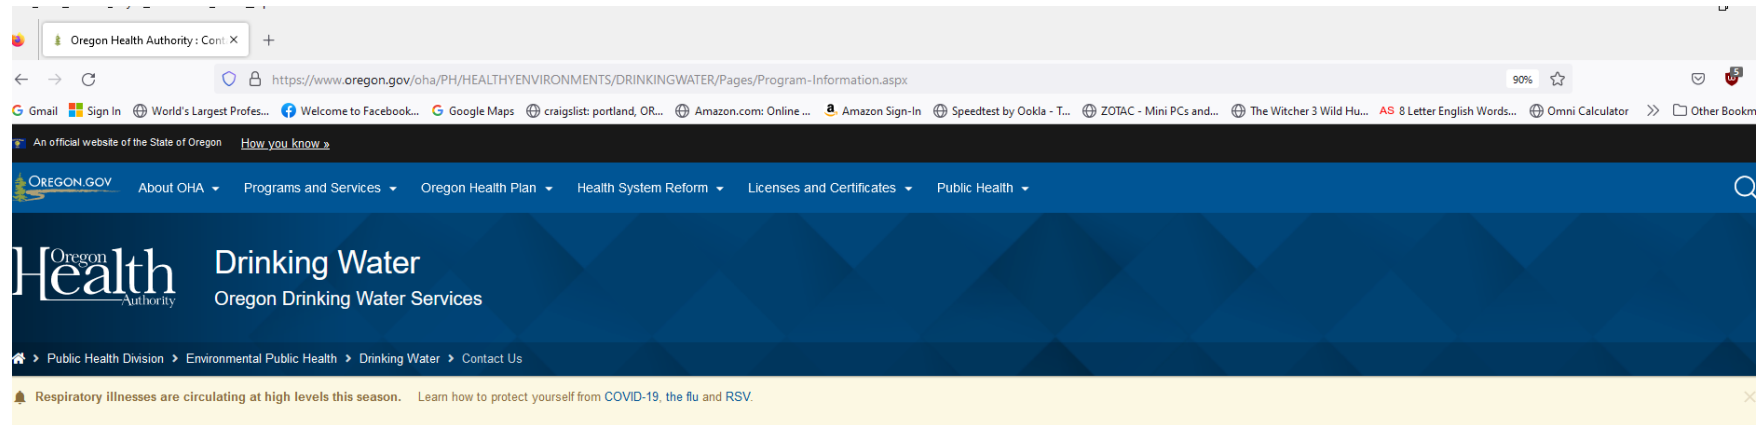 Oregon Health Authority : Cont
https://www.oregon.gov/oha/PH/HEALTHYENVIRONMENTS/DRINKINGWATER/Pages/Program-Information.aspx 90% 5
Gmail Sign In World's Largest Profes... Welcome to Facebook... Google Maps craigslist: portland, OR... Amazon.com: Online ... Amazon Sign-In Speedtest by Ookla - T... ZOTAC - Mini PCs and... The Witcher 3 Wild Hu... AS 8 Letter English Words... Omni Calculator Other Bookm
An official website of the State of Oregon How you know »
OREGON.GOV About OHA Programs and Services Oregon Health Plan Health System Reform Licenses and Certificates Public Health
Oregon Health Authority
Drinking Water
Oregon Drinking Water Services
Public Health Division > Environmental Public Health > Drinking Water > Contact Us
Respiratory illnesses are circulating at high levels this season. Learn how to protect yourself from COVID-19, the flu and RSV.